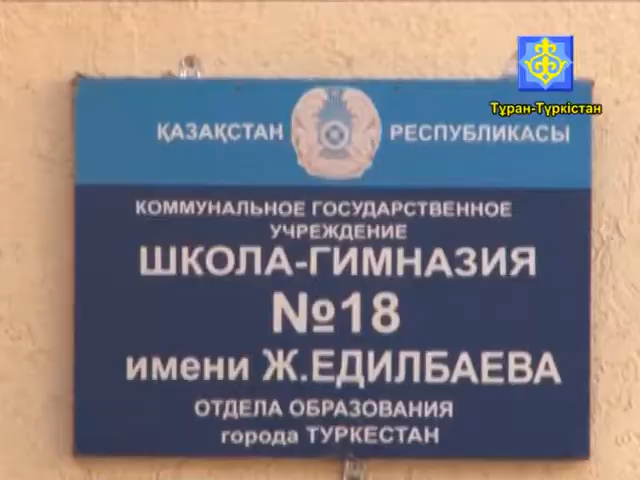 Тұран-Түркістан
ҚАЗАҚСТАН РЕСПУБЛИКАСЫ
КОММУНАЛЬНОЕ ГОСУДАРСТВЕННОЕ
УЧРЕЖДЕНИЕ
ШКОЛА-ГИМНАЗИЯ
№18
имени Ж.ЕДИЛБАЕВА
ОТДЕЛА ОБРАЗОВАНИЯ
города ТУРКЕСТАН